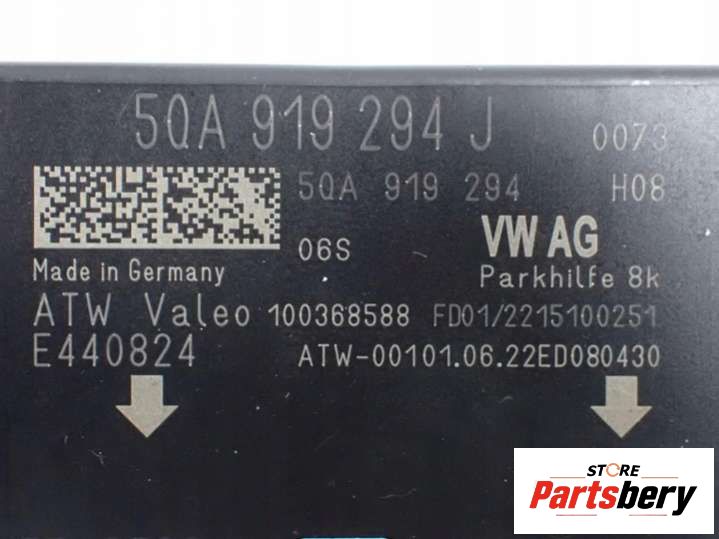 5QA 919 294 J 0073
5QA 919 294 H08
06S VW AG
Made in Germany Parkhilfe 8k
ATW Valeo 100368588 FD01/2215100251
E440824 ATW-00101.06.22ED080430
STORE
Partsbery